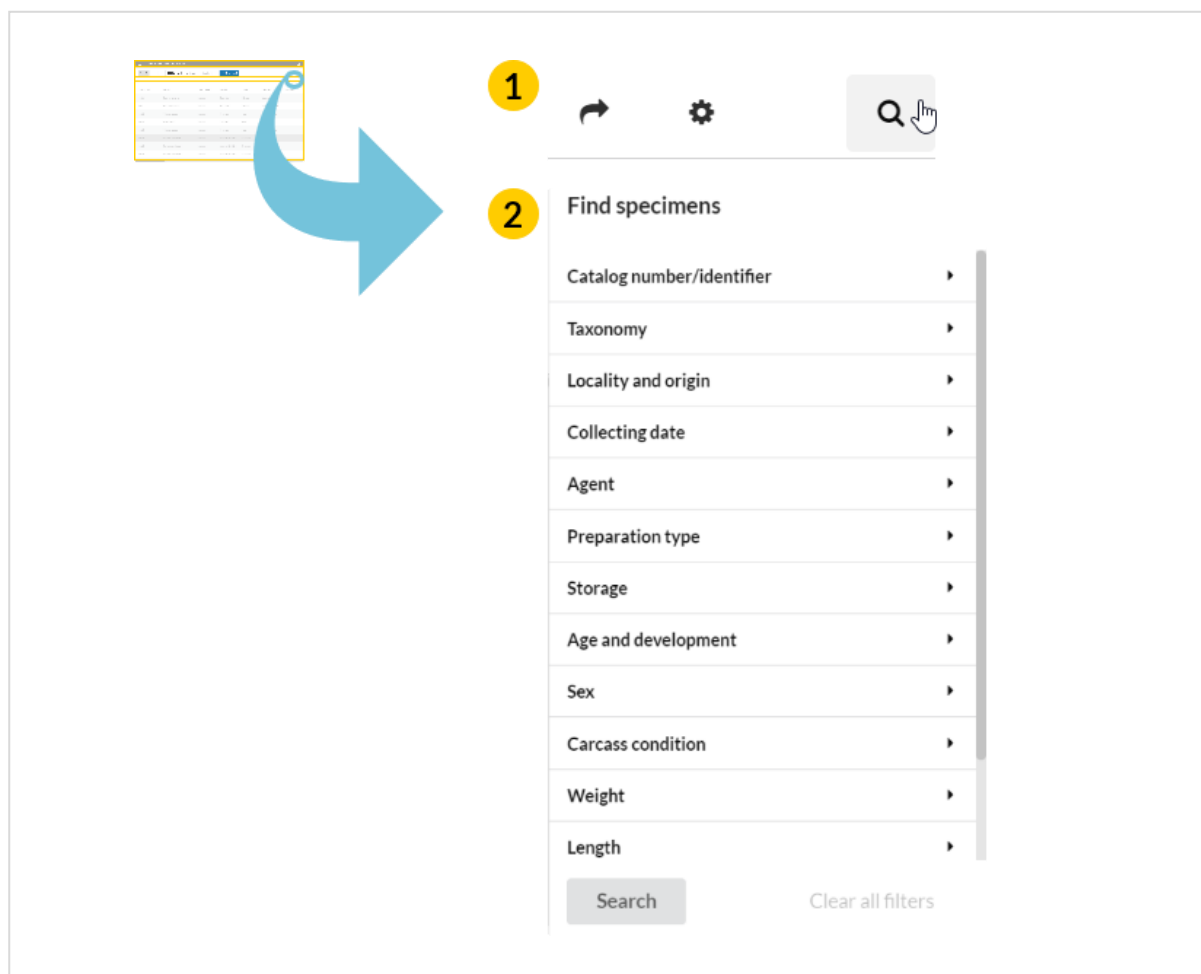 1
2
Find specimens
Catalog number/identifier
Taxonomy
Locality and origin
Collecting date
Agent
Preparation type
Storage
Age and development
Sex
Carcass condition
Weight
Length
Search
Clear all filters